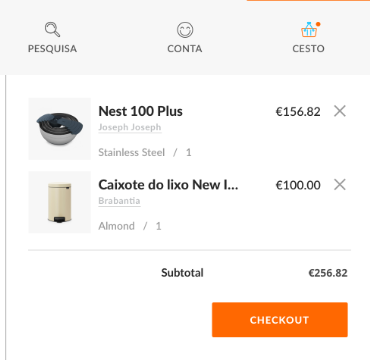 PESQUISA
CONTA
CESTO
Nest 100 Plus €156.82
Joseph Joseph
Stainless Steel / 1
Caixote do lixo New I... €100.00
Brabantia
Almond / 1
Subtotal €256.82
CHECKOUT